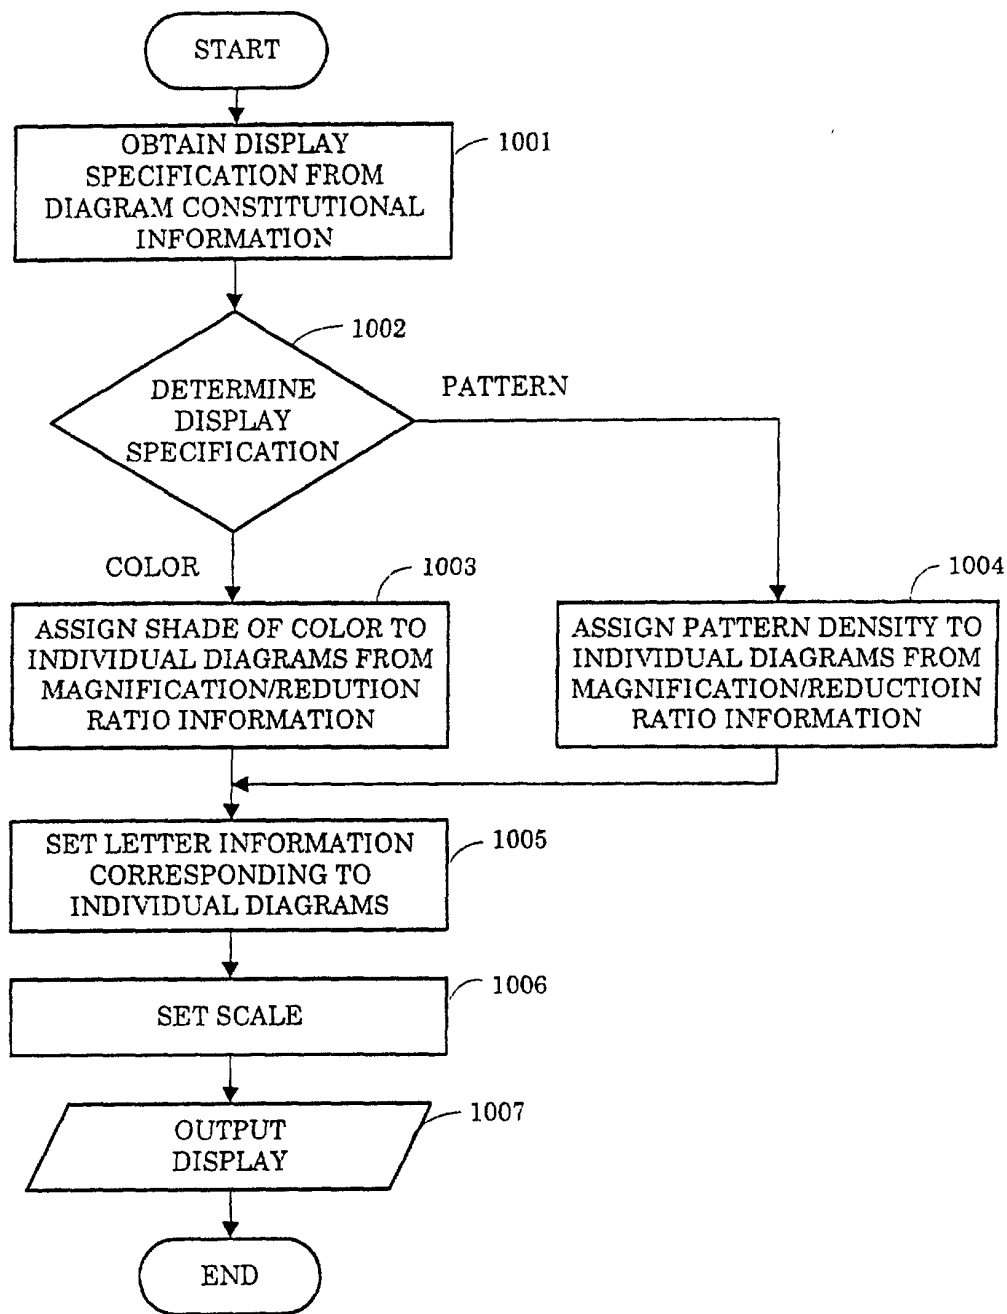 START
OBTAIN DISPLAY
SPECIFICATION FROM
DIAGRAM CONSTITUTIONAL
INFORMATION
1001
1002
DETERMINE
DISPLAY
SPECIFICATION
PATTERN
COLOR
1003
ASSIGN SHADE OF COLOR TO
INDIVIDUAL DIAGRAMS FROM
MAGNIFICATION/REDUTION
RATIO INFORMATION
1004
ASSIGN PATTERN DENSITY TO
INDIVIDUAL DIAGRAMS FROM
MAGNIFICATION/REDUCTIOIN
RATIO INFORMATION
SET LETTER INFORMATION
CORRESPONDING TO
INDIVIDUAL DIAGRAMS
1005
SET SCALE
1006
OUTPUT
DISPLAY
1007
END